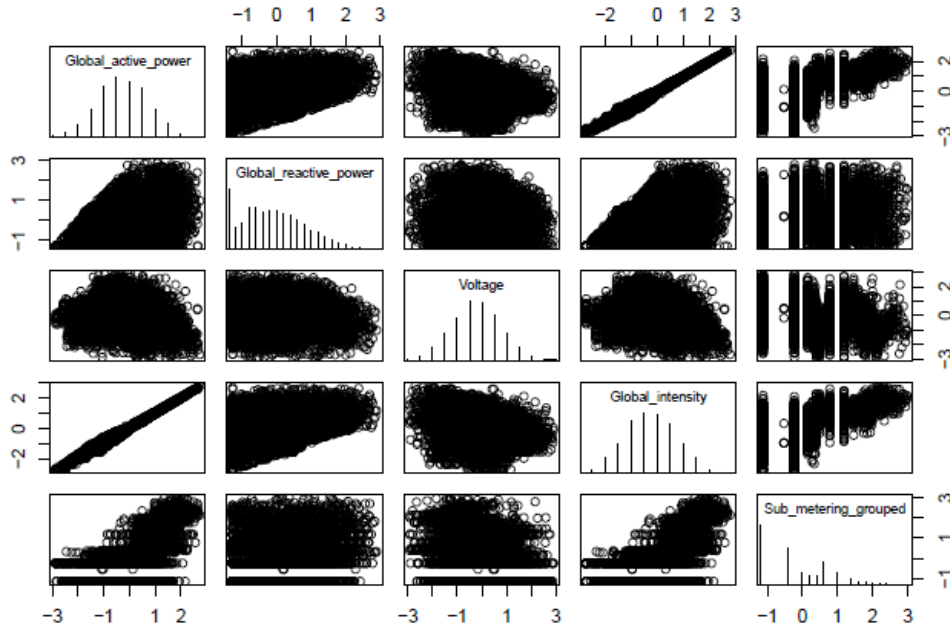 −1 0 1 2 3 −2 0 1 2 3
Global_active_power
2
0
−3
3
1
−1
Global_reactive_power
Voltage
2
0
−3
2
0
−2
Global_intensity
Sub_metering_grouped
3
1
−1
−3 −1 1 2 −3 −1 1 2 3 −1 0 1 2 3